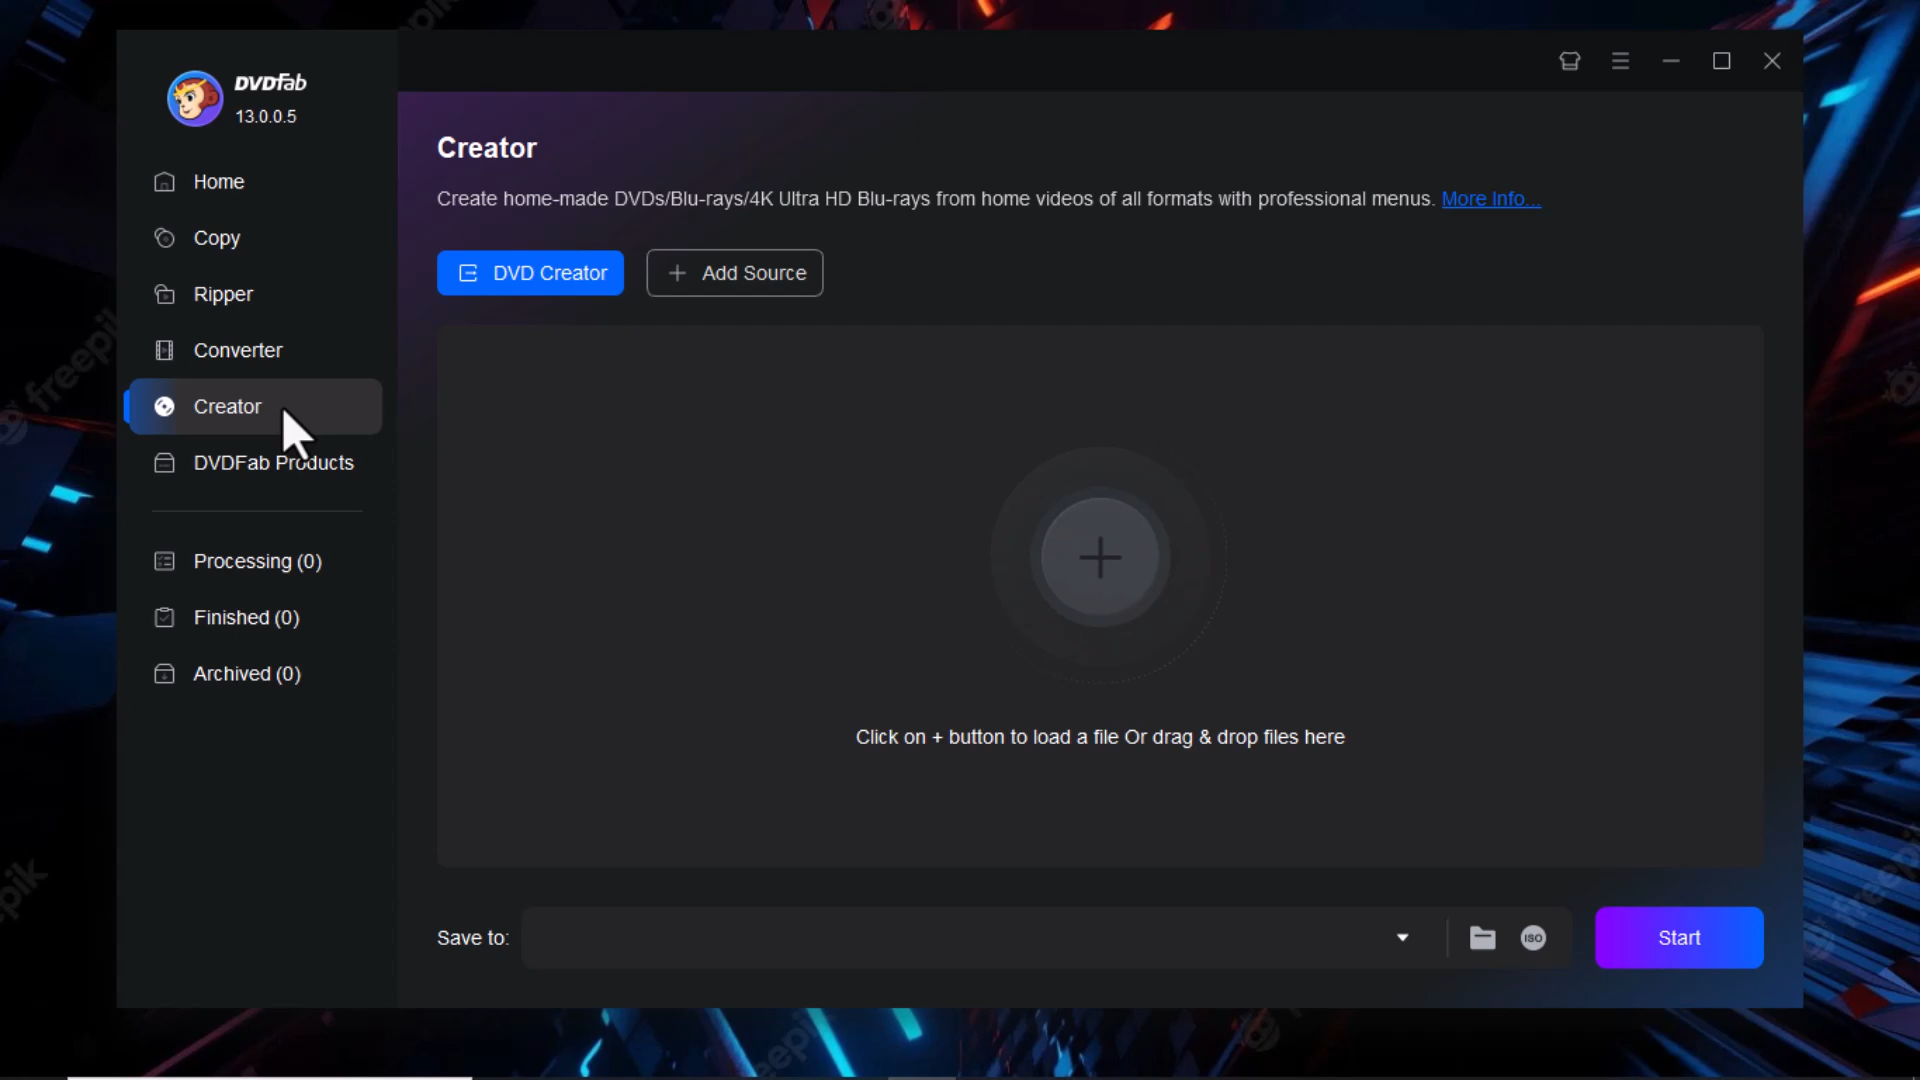 DVDFab
13.0.0.5
Home
Copy
Ripper
Converter
Creator
DVDFab Products
Processing (0)
Finished (0)
Archived (0)
Creator
Create home-made DVDs/Blu-rays/4K Ultra HD Blu-rays from home videos of all formats with professional menus. More Info...
DVD Creator
Add Source
Click on + button to load a file Or drag & drop files here
Save to:
ISO
Start
freepik